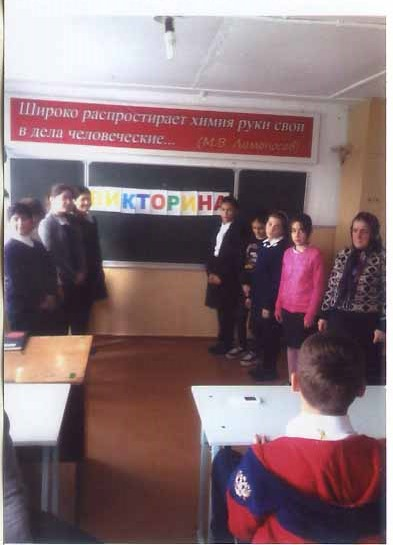 Широко распростирает химия руки свои
в дела человеческие... (М.В. Ломоносов)
ВИКТОРИНА